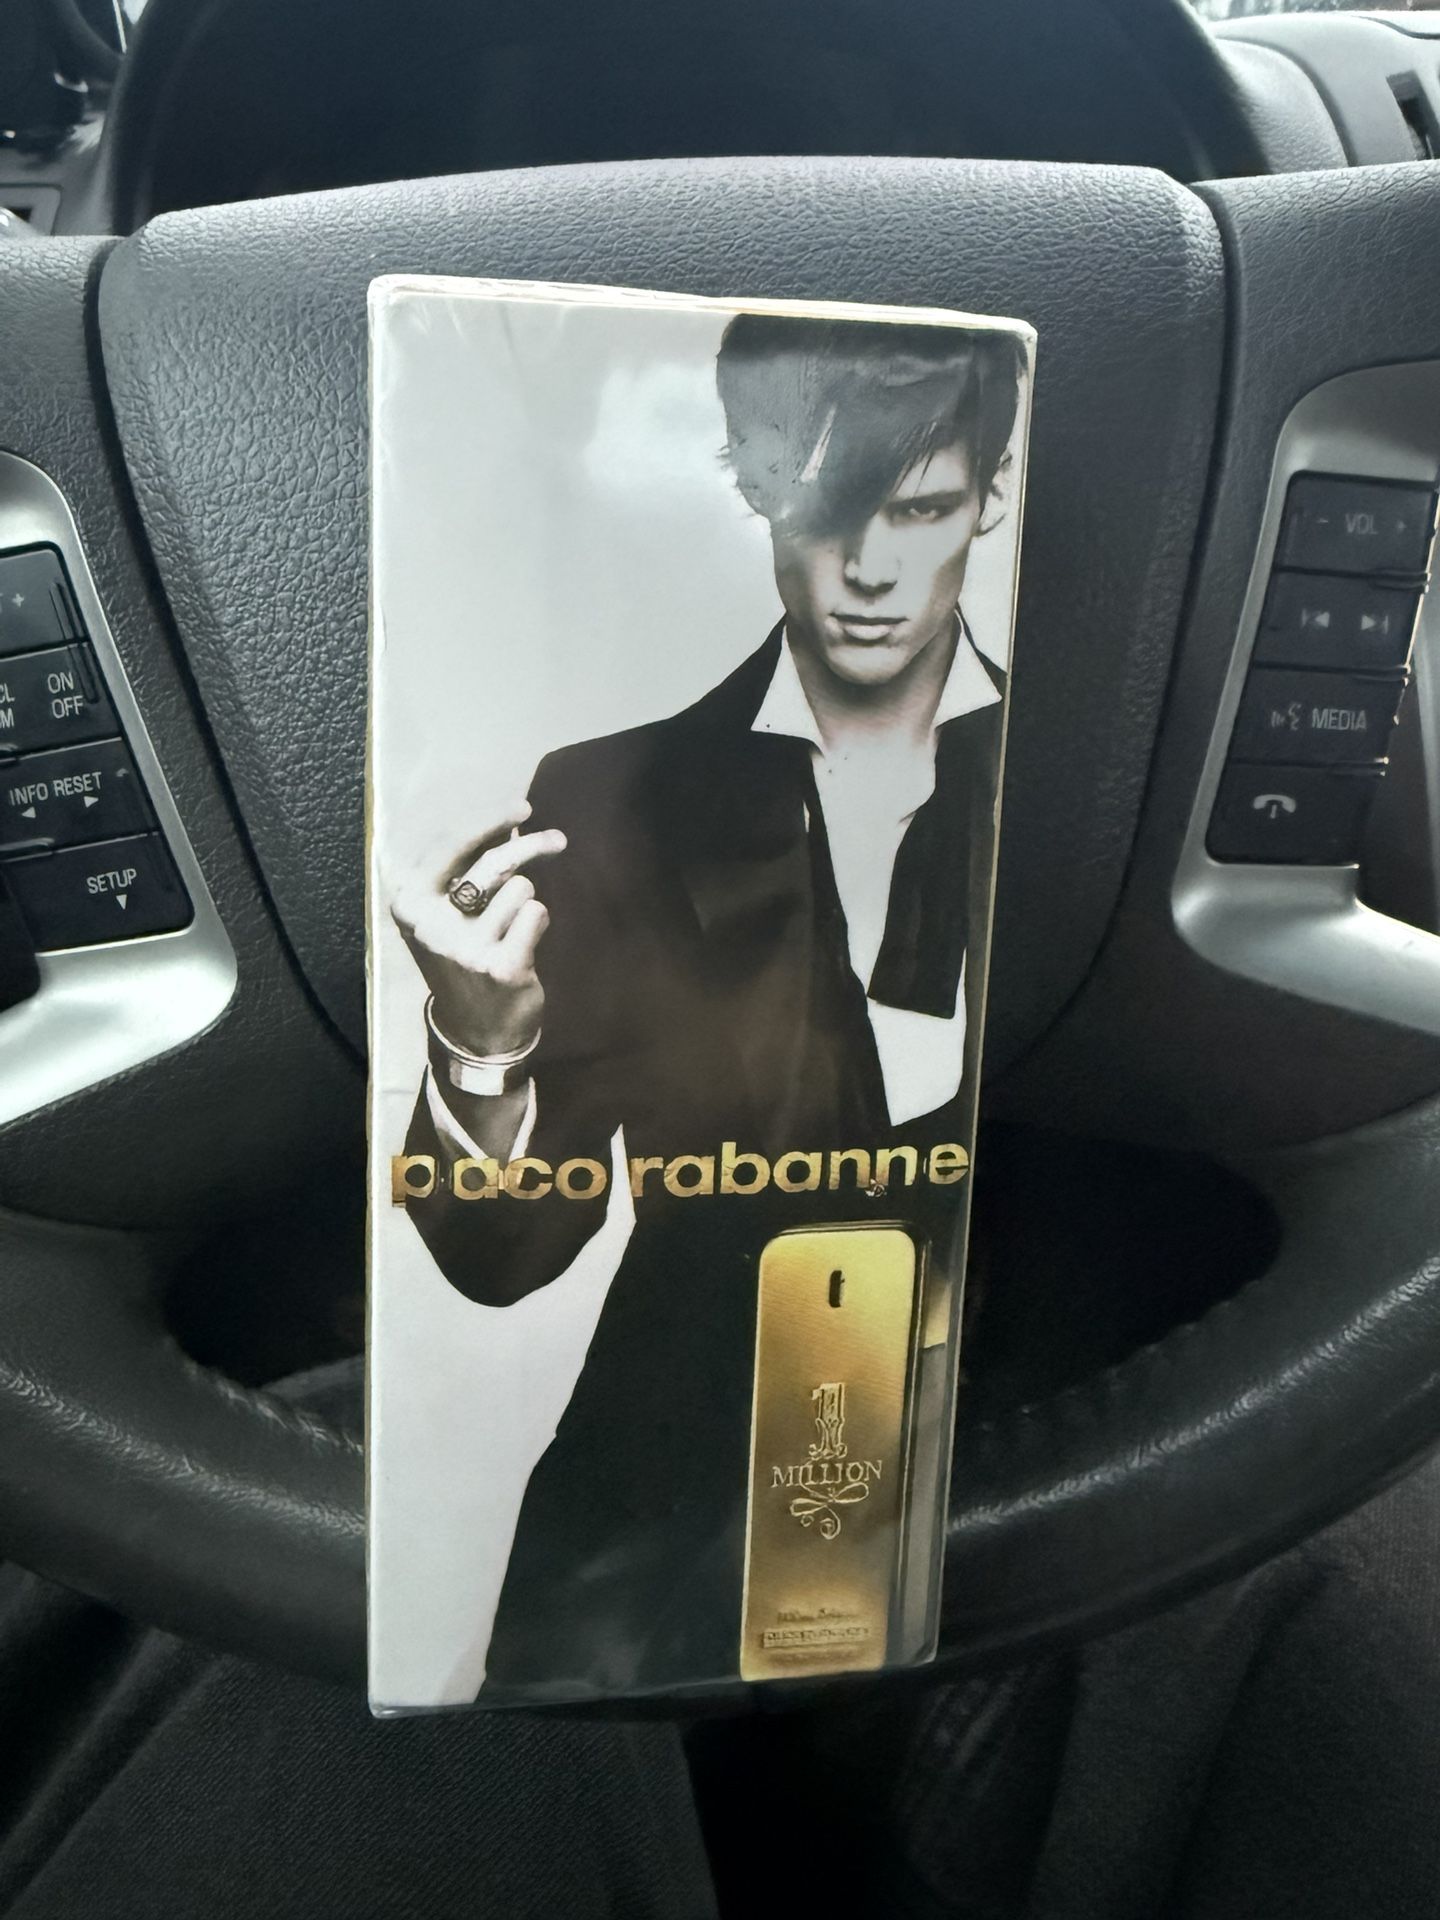 VOL +
MEDIA
ON
OFF
INFO RESET
SETUP
paco rabanne
1
MILLION